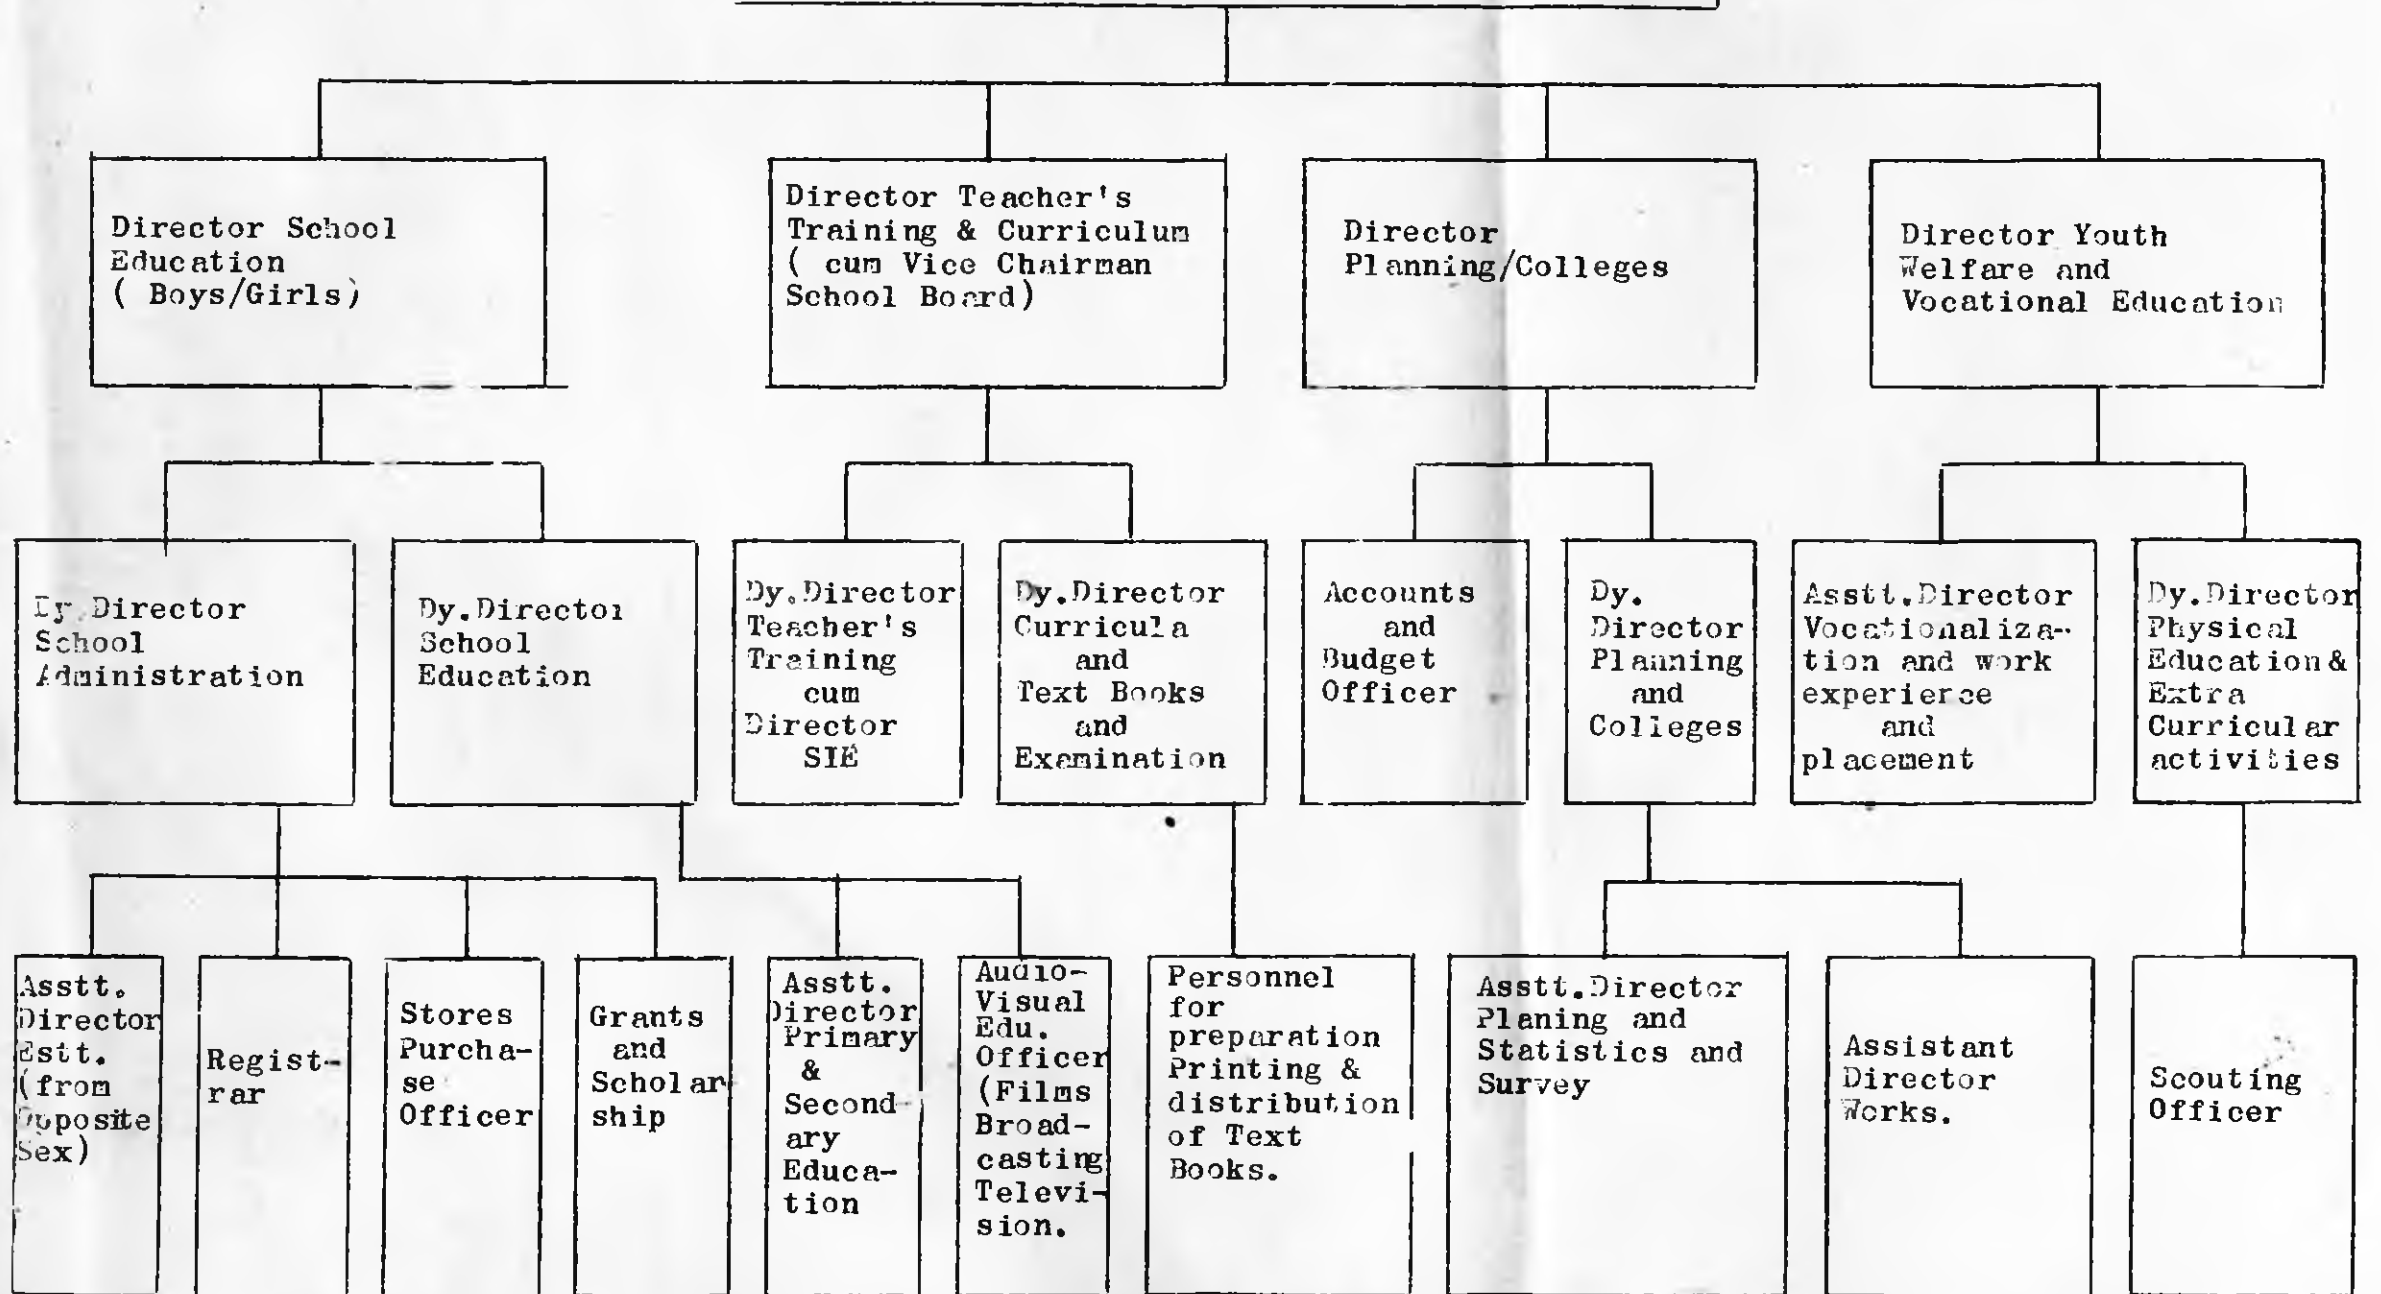 Director School
Education
( Boys/Girls)
Director Teacher's
Training & Curriculum
( cum Vice Chairman
School Board)
Director
Planning/Colleges
Director Youth
Welfare and
Vocational Education
Dy.Director
School
Administration
Dy.Director
School
Education
Dy.Director
Teacher's
Training
cum
Director
SIE
Dy.Director
Curricula
and
Text Books
and
Examination
Accounts
and
Budget
Officer
Dy.
Director
Planning
and
Colleges
Asstt.Director
Vocationaliza-
tion and work
experience
and
placement
Dy.Director
Physical
Education&
Extra
Curricular
activities
Asstt.
Director
Estt.
(from
Opposite
Sex)
Regist-
rar
Stores
Purcha-
se
Officer
Grants
and
Scholar
ship
Asstt.
Director
Primary
&
Second-
ary
Educa-
tion
Audio-
Visual
Edu.
Officer
(Films
Broad-
casting
Televi-
sion.
Personnel
for
preparation
Printing &
distribution
of Text
Books.
Asstt.Director
Planing and
Statistics and
Survey
Assistant
Director
Works.
Scouting
Officer